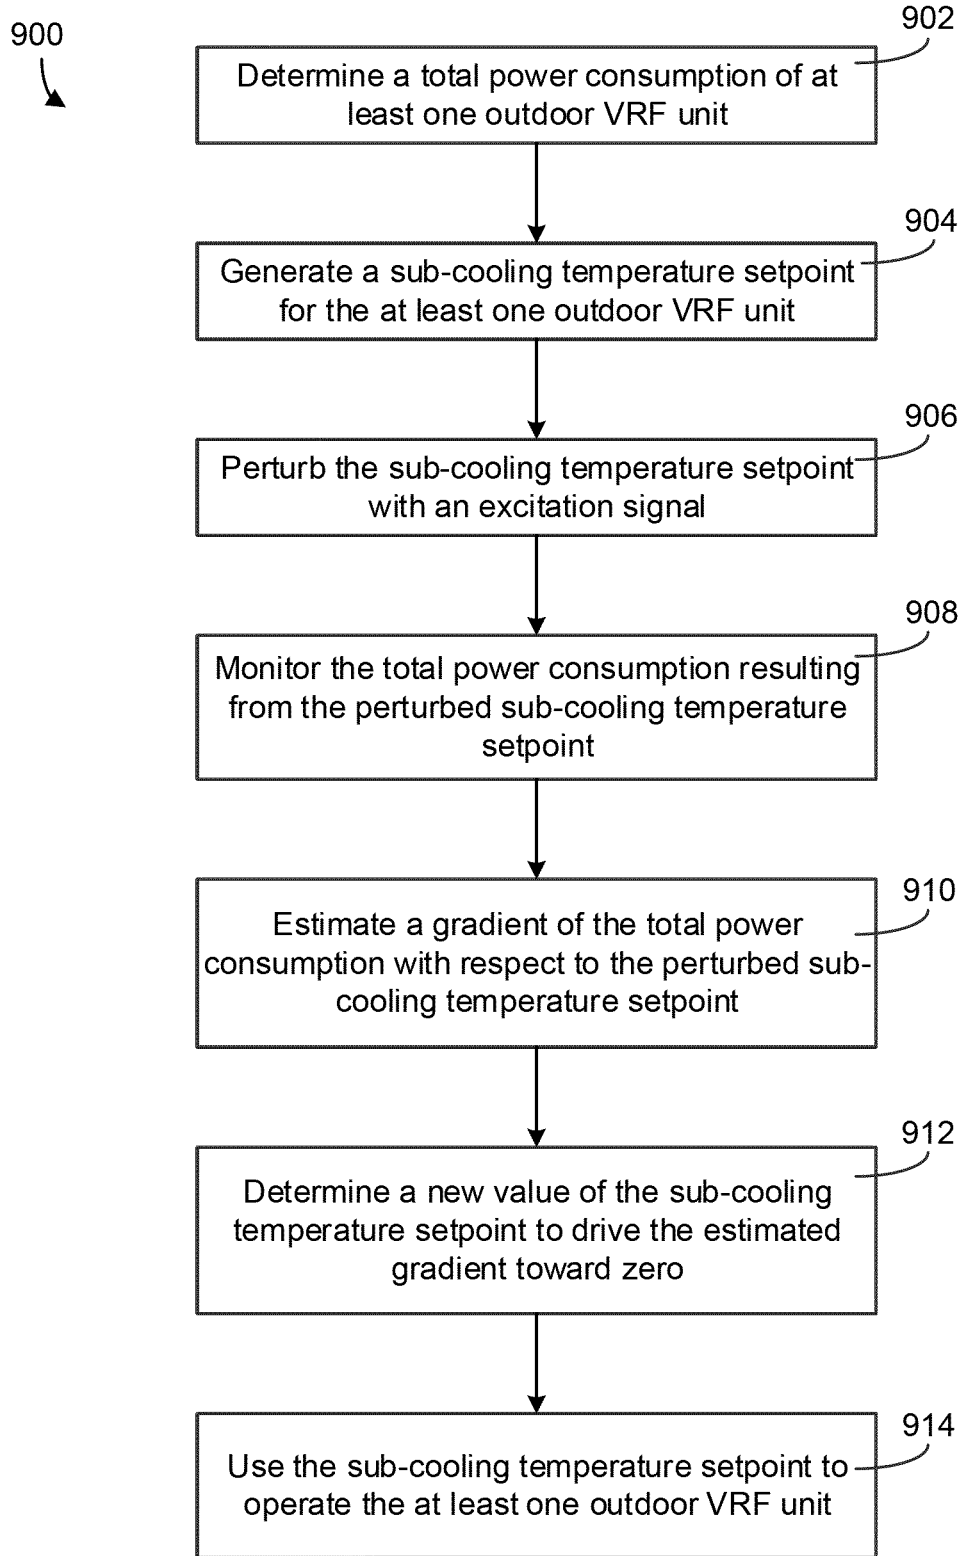 900
902
Determine a total power consumption of at
least one outdoor VRF unit
904
Generate a sub-cooling temperature setpoint
for the at least one outdoor VRF unit
906
Perturb the sub-cooling temperature setpoint
with an excitation signal
908
Monitor the total power consumption resulting
from the perturbed sub-cooling temperature
setpoint
910
Estimate a gradient of the total power
consumption with respect to the perturbed sub-
cooling temperature setpoint
912
Determine a new value of the sub-cooling
temperature setpoint to drive the estimated
gradient toward zero
914
Use the sub-cooling temperature setpoint to
operate the at least one outdoor VRF unit